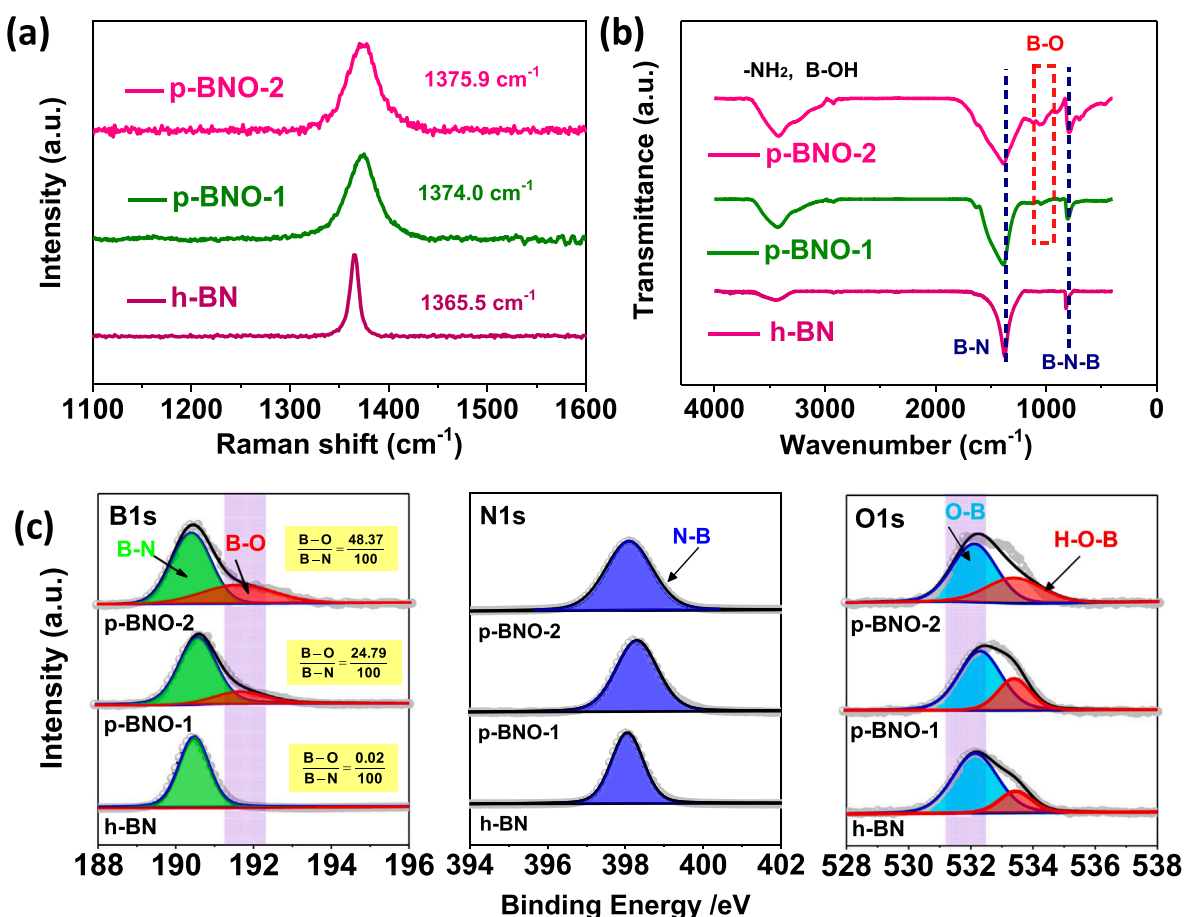 (a)
p-BNO-2
1375.9 cm⁻¹
p-BNO-1
1374.0 cm⁻¹
h-BN
1365.5 cm⁻¹
Intensity (a.u.)
1100 1200 1300 1400 1500 1600
Raman shift (cm⁻¹)
(b)
B-O
-NH₂, B-OH
p-BNO-2
p-BNO-1
h-BN
B-N
B-N-B
Transmittance (a.u.)
4000 3000 2000 1000 0
Wavenumber (cm⁻¹)
(c)
Intensity (a.u.)
B1s
B-N
B-O
B−O/B−N = 48.37/100
p-BNO-2
B−O/B−N = 24.79/100
p-BNO-1
B−O/B−N = 0.02/100
h-BN
188 190 192 194 196
N1s
N-B
p-BNO-2
p-BNO-1
h-BN
394 396 398 400 402
O1s
O-B
H-O-B
p-BNO-2
p-BNO-1
h-BN
528 530 532 534 536 538
Binding Energy /eV